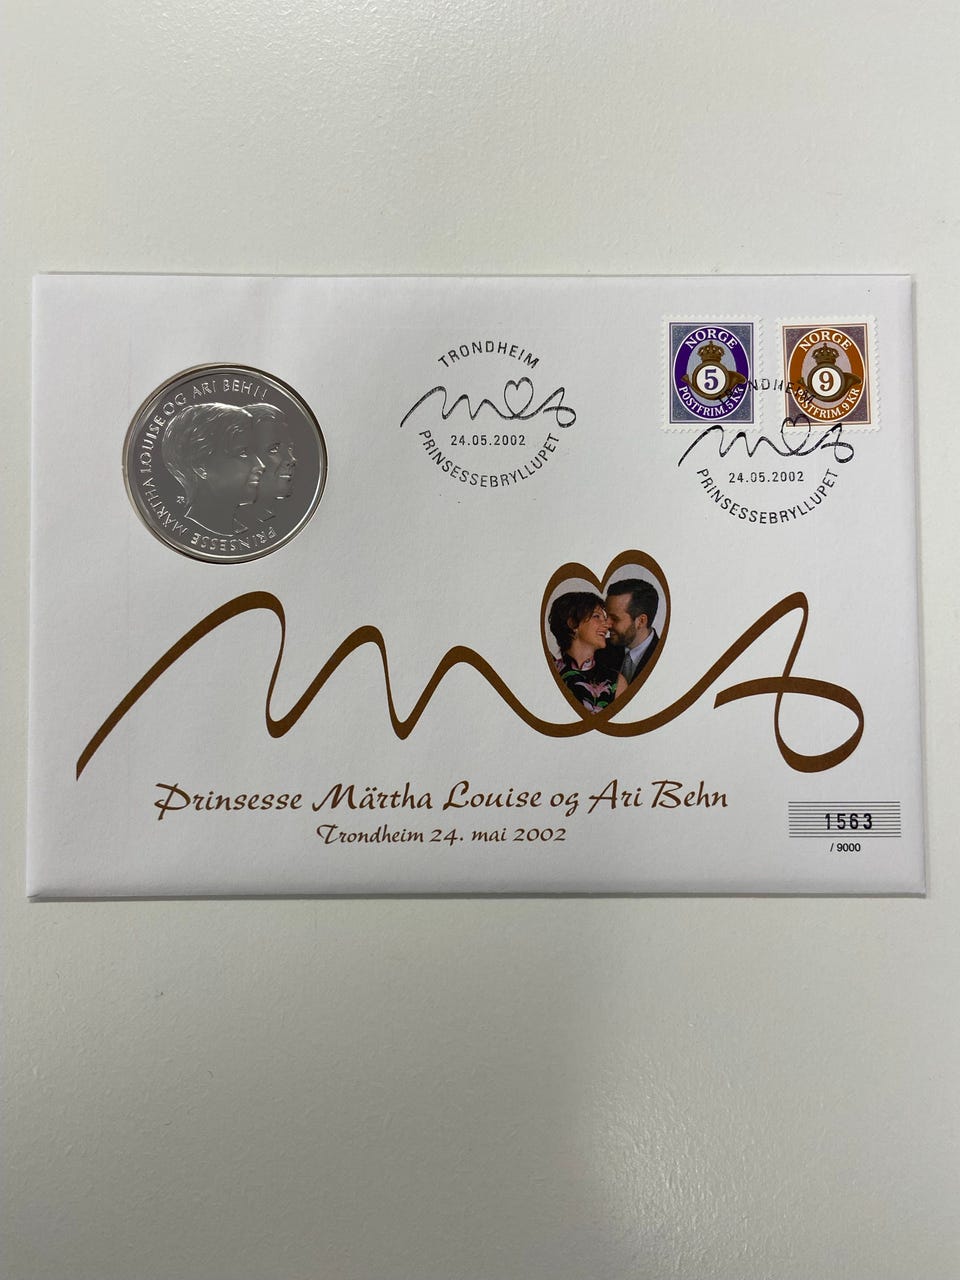 PRINSESSE MÄRTHA LOUISE OG ARI BEHN
TRONDHEIM
24.05.2002
PRINSESSEBRYLLUPET
NORGE
5
POSTFRIM. 5 KR
NORGE
9
POSTFRIM. 9 KR
TRONDHEIM
24.05.2002
PRINSESSEBRYLLUPET
Prinsesse Märtha Louise og Ari Behn
Trondheim 24. mai 2002
1563
/ 9000